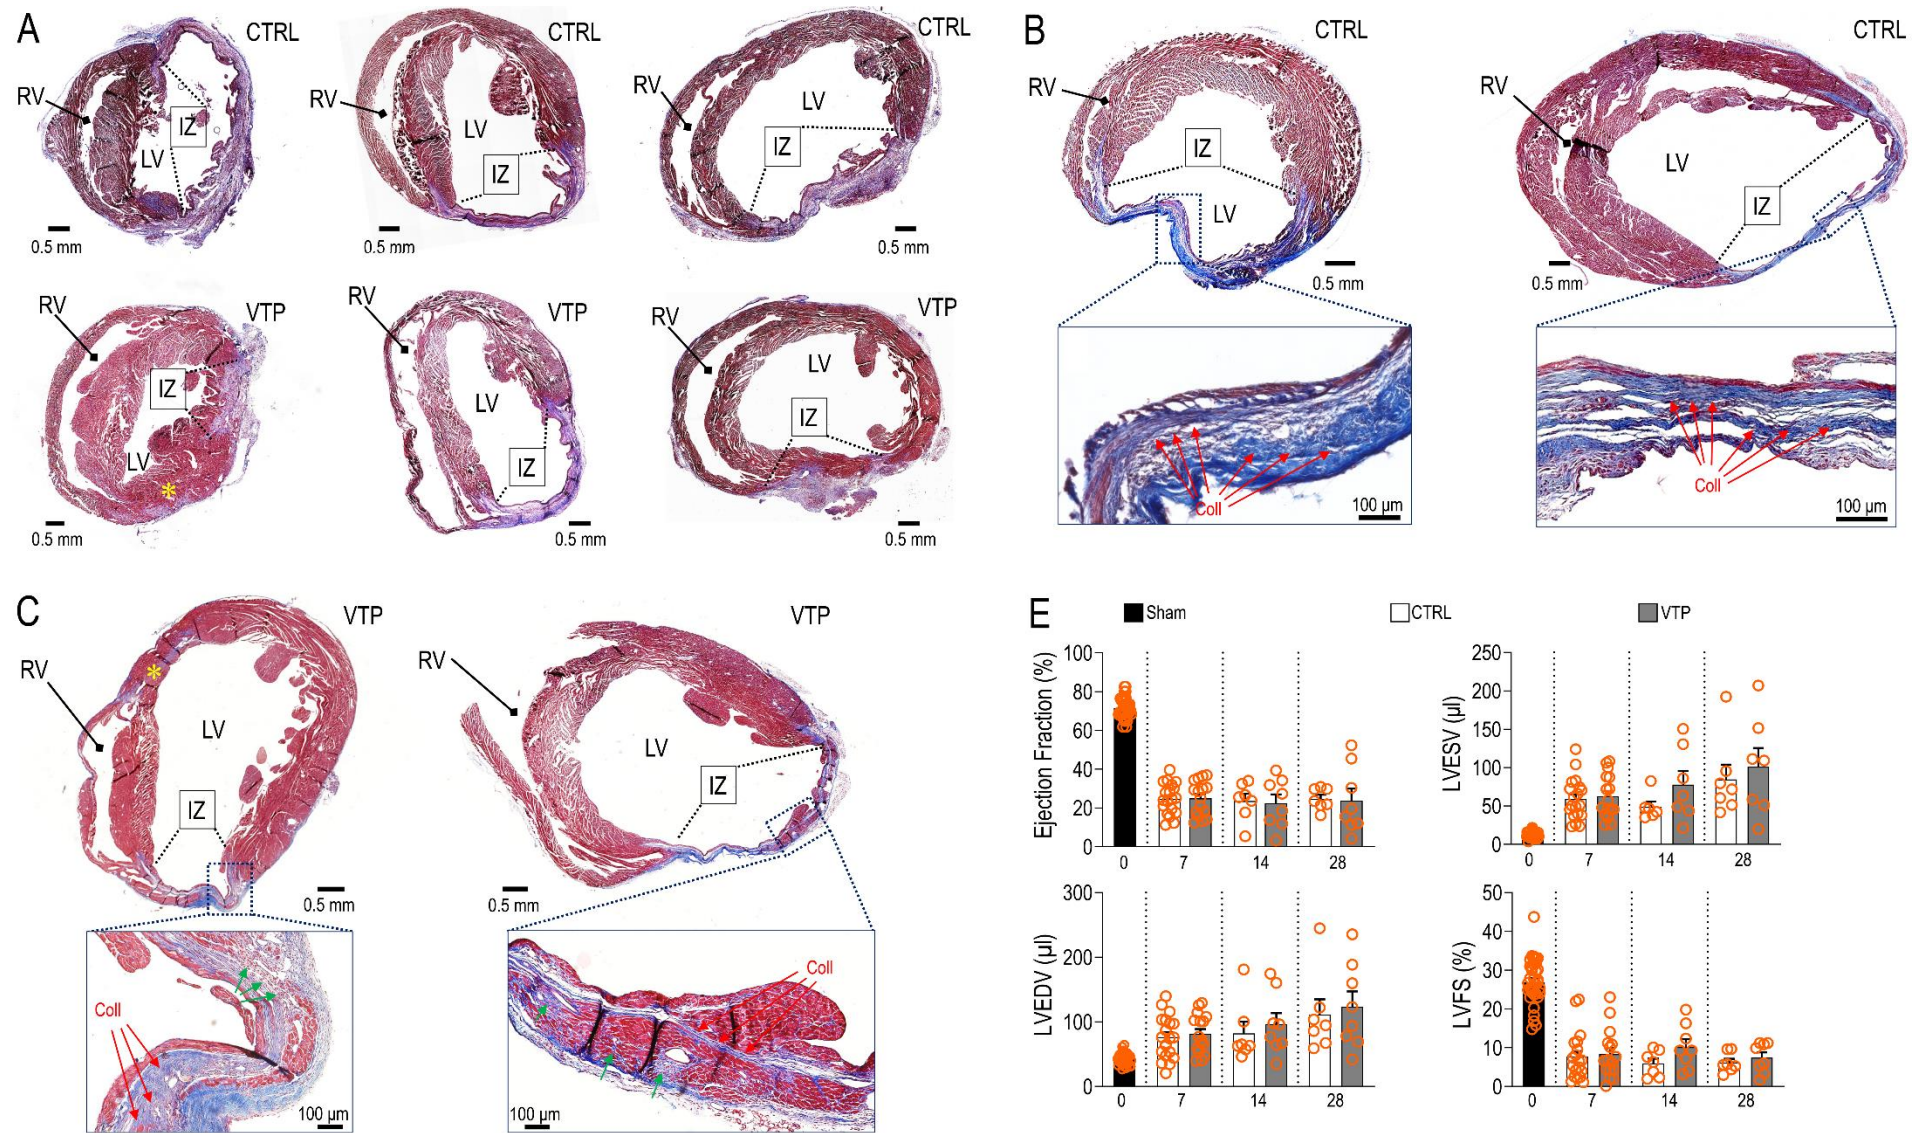 A
CTRL
RV
IZ
LV
0.5 mm
CTRL
RV
LV
IZ
0.5 mm
CTRL
RV
LV
IZ
0.5 mm
VTP
RV
IZ
LV
*
0.5 mm
VTP
RV
LV
IZ
0.5 mm
VTP
RV
LV
IZ
0.5 mm
B
CTRL
RV
IZ
LV
0.5 mm
Coll
100 µm
CTRL
RV
LV
IZ
0.5 mm
Coll
100 µm
C
VTP
*
RV
LV
IZ
0.5 mm
Coll
100 µm
VTP
RV
LV
IZ
0.5 mm
Coll
100 µm
E
Sham CTRL VTP
Ejection Fraction (%)
100
80
60
40
20
0
0 7 14 28
LVESV (µl)
250
200
150
100
50
0
0 7 14 28
LVEDV (µl)
300
200
100
0
0 7 14 28
LVFS (%)
50
40
30
20
10
0
0 7 14 28